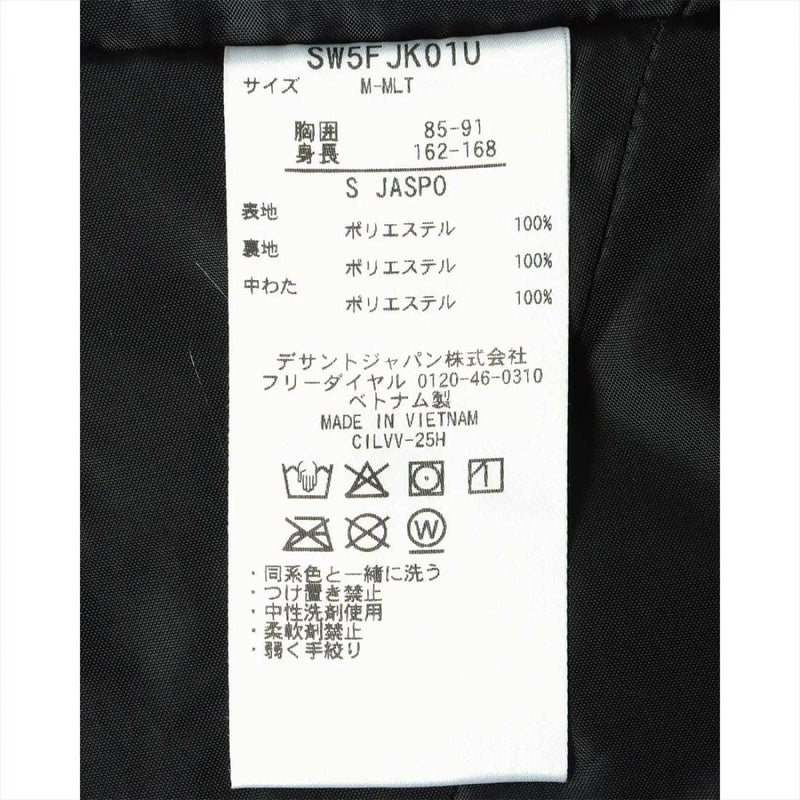 SW5FJK01U
サイズ M-MLT
胸囲 85-91
身長 162-168
S JASPO
表地
ポリエステル 100%
裏地
ポリエステル 100%
中わた
ポリエステル 100%
デサントジャパン株式会社
フリーダイヤル 0120-46-0310
ベトナム製
MADE IN VIETNAM
CILVV-25H
W
・同系色と一緒に洗う
・つけ置き禁止
・中性洗剤使用
・柔軟剤禁止
・弱く手絞り